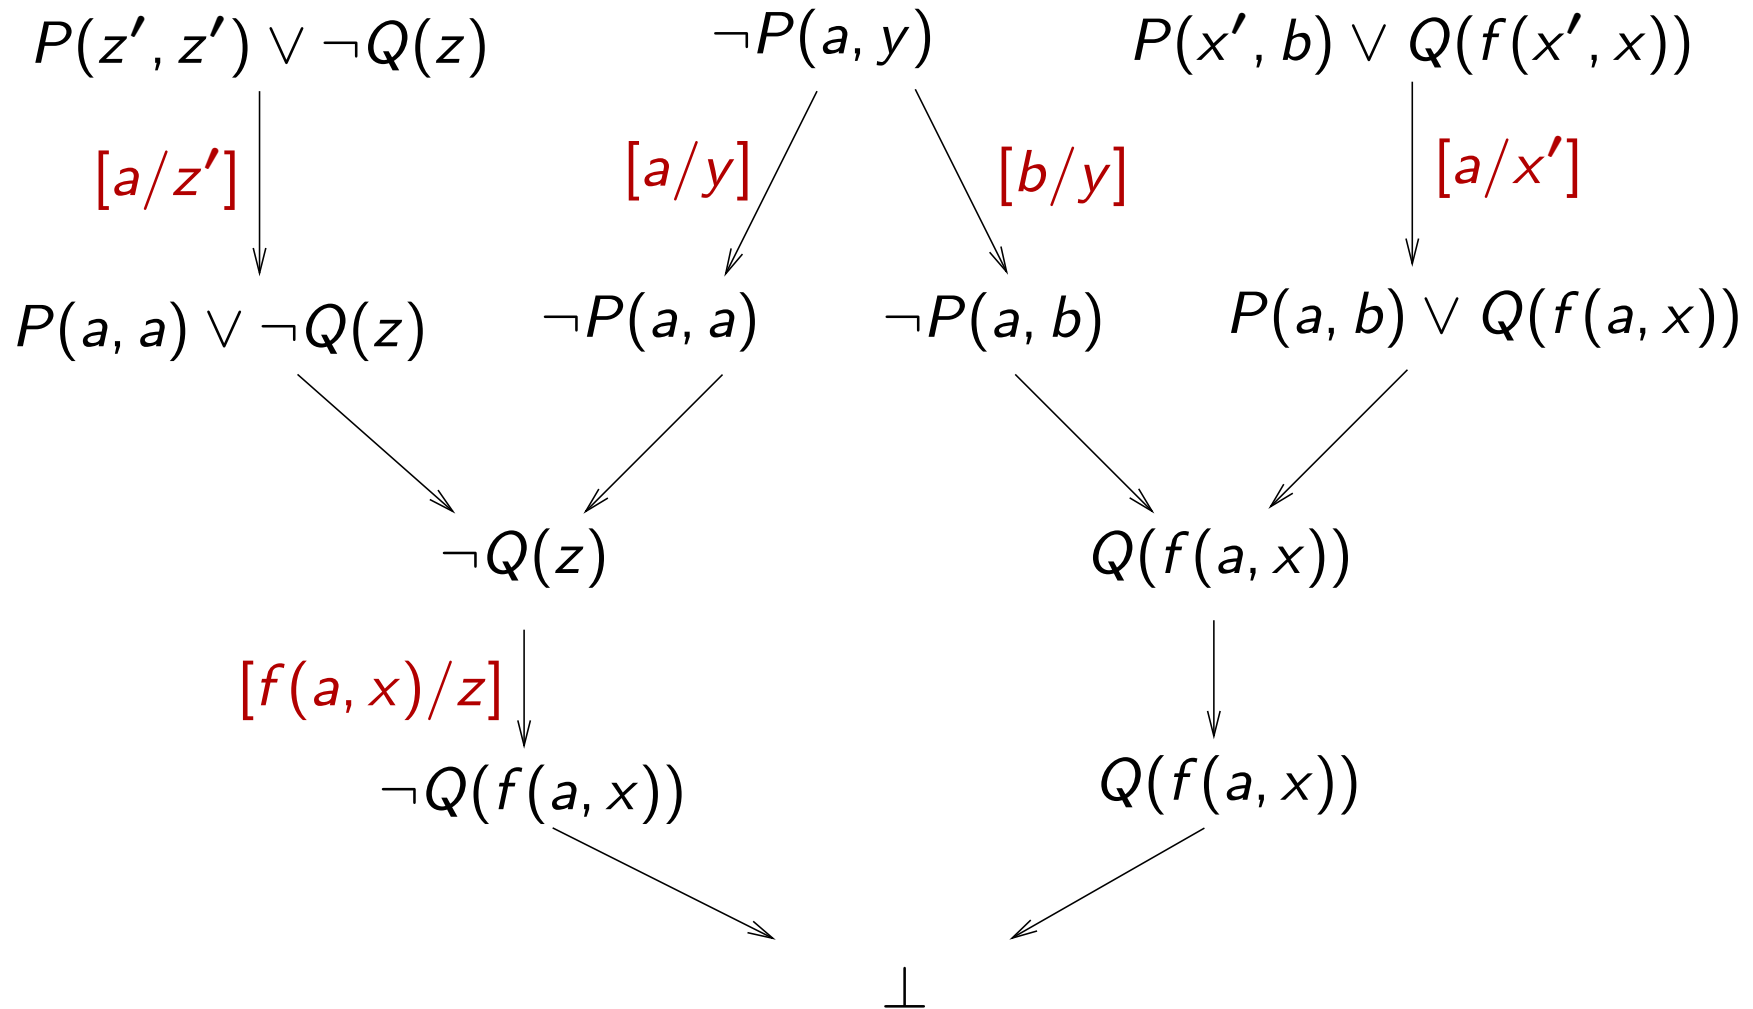 P(z′, z′) ∨ ¬Q(z) ¬P(a, y) P(x′, b) ∨ Q(f(x′, x))
[a/z′] [a/y] [b/y] [a/x′]
P(a, a) ∨ ¬Q(z) ¬P(a, a) ¬P(a, b) P(a, b) ∨ Q(f(a, x))
¬Q(z) Q(f(a, x))
[f(a, x)/z]
¬Q(f(a, x)) Q(f(a, x))
⊥